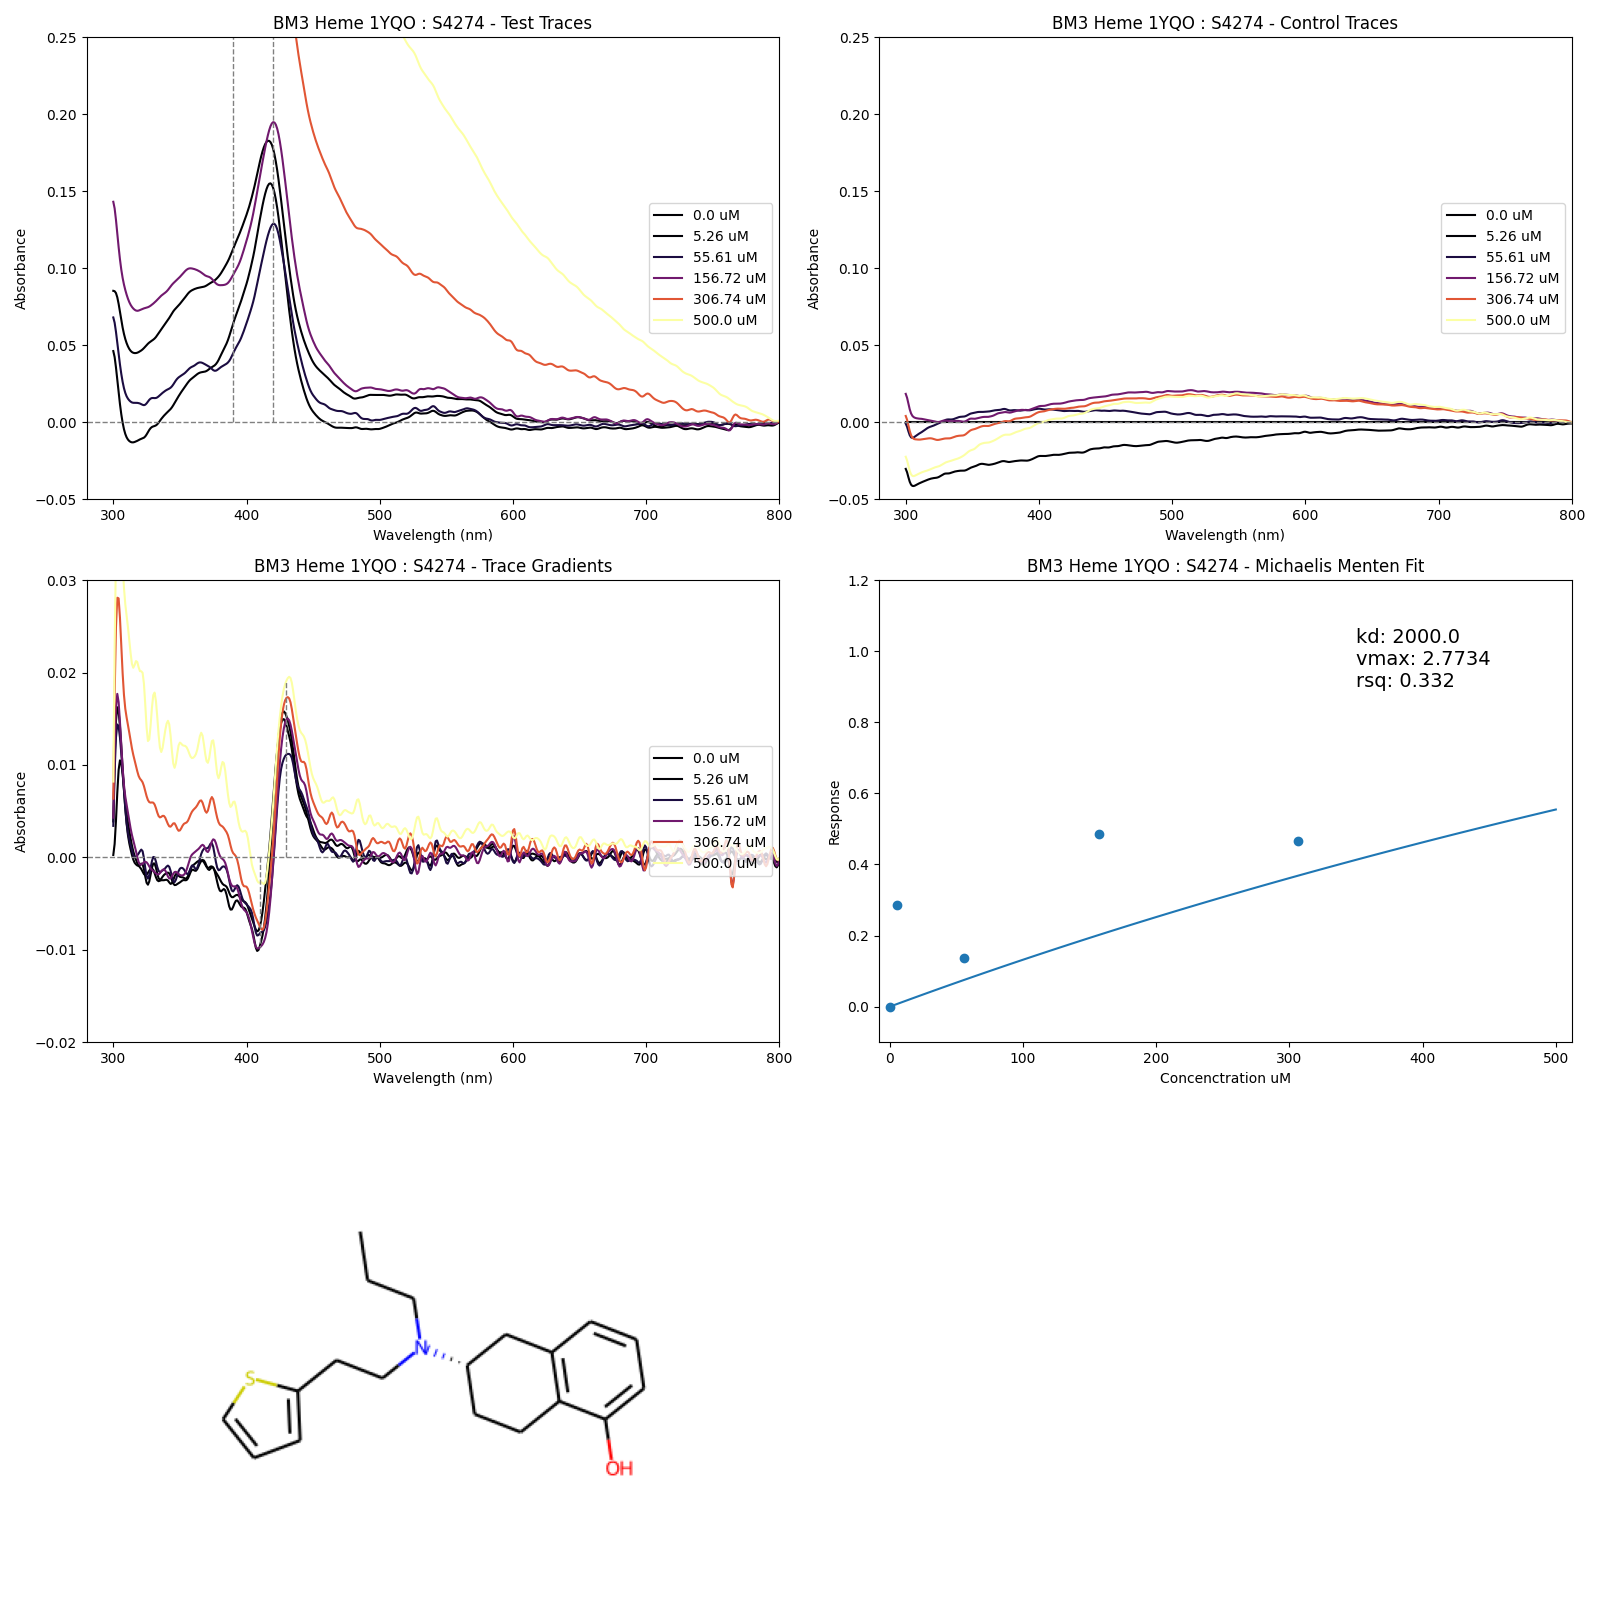 BM3 Heme 1YQO : S4274 - Test Traces
0.25
0.20
0.15
0.10
0.05
0.00
−0.05
Absorbance
300
400
500
600
700
800
Wavelength (nm)
0.0 uM
5.26 uM
55.61 uM
156.72 uM
306.74 uM
500.0 uM
BM3 Heme 1YQO : S4274 - Control Traces
0.25
0.20
0.15
0.10
0.05
0.00
−0.05
Absorbance
300
400
500
600
700
800
Wavelength (nm)
0.0 uM
5.26 uM
55.61 uM
156.72 uM
306.74 uM
500.0 uM
BM3 Heme 1YQO : S4274 - Trace Gradients
0.03
0.02
0.01
0.00
−0.01
−0.02
Absorbance
300
400
500
600
700
800
Wavelength (nm)
0.0 uM
5.26 uM
55.61 uM
156.72 uM
306.74 uM
500.0 uM
BM3 Heme 1YQO : S4274 - Michaelis Menten Fit
1.2
1.0
0.8
0.6
0.4
0.2
0.0
Response
0
100
200
300
400
500
Concenctration uM
kd: 2000.0
vmax: 2.7734
rsq: 0.332
N
S
OH